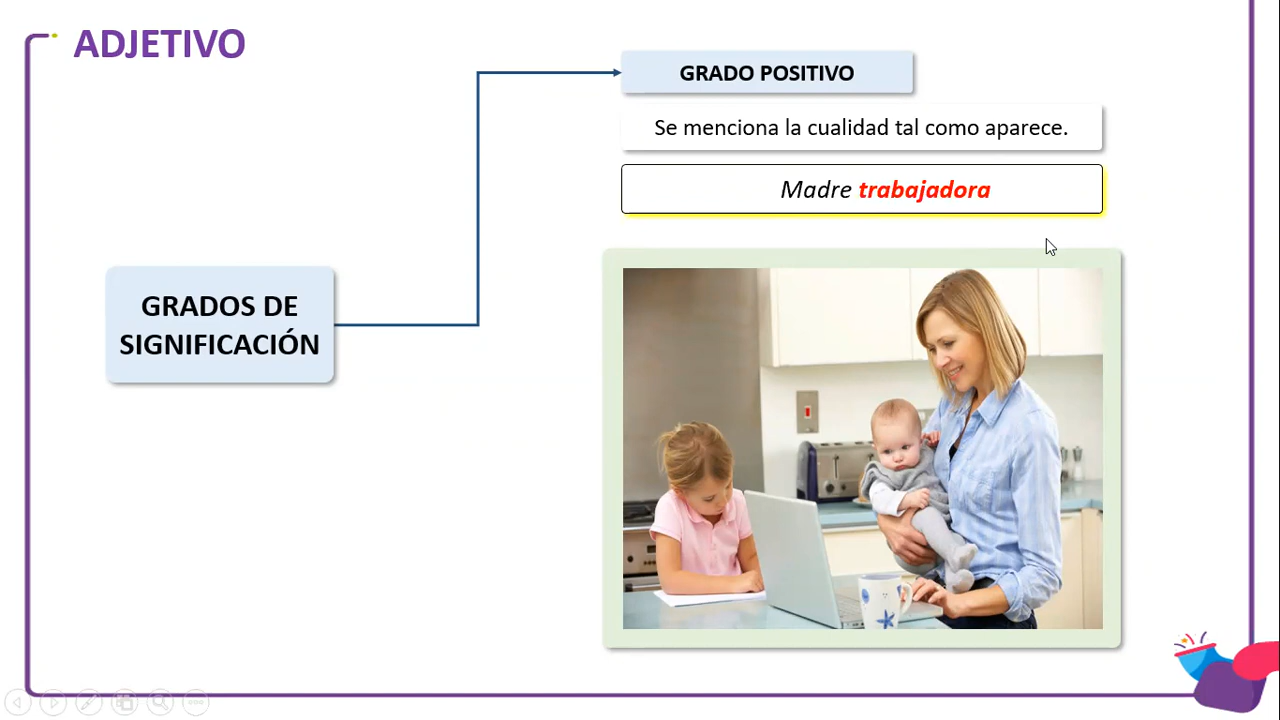 ADJETIVO
GRADO POSITIVO
Se menciona la cualidad tal como aparece.
Madre trabajadora
GRADOS DE
SIGNIFICACIÓN